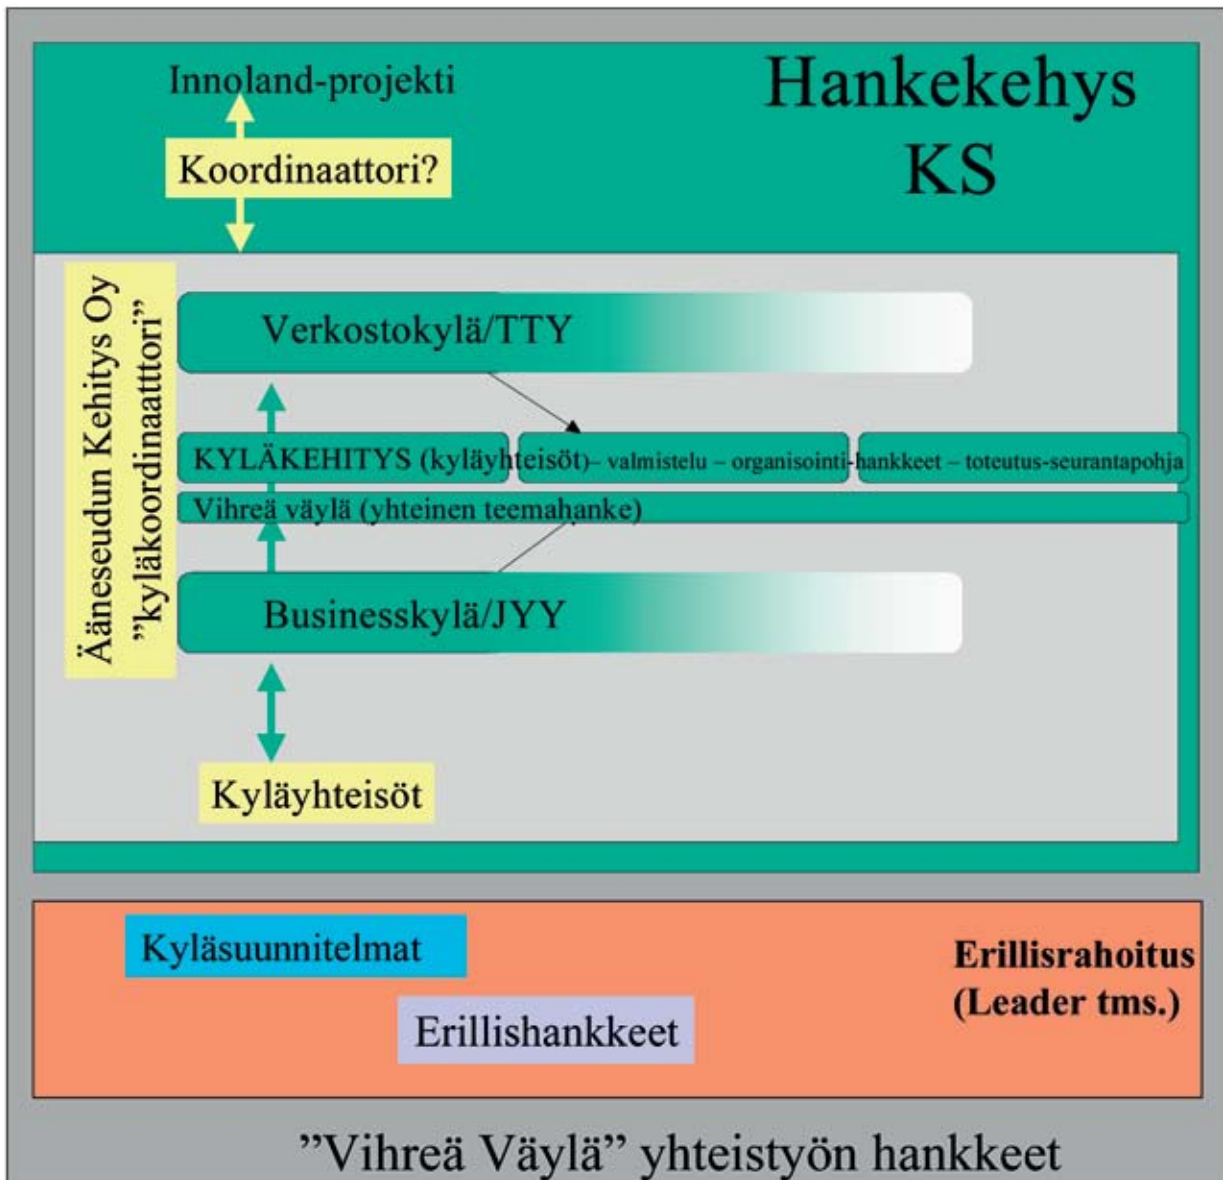 Innoland-projekti
Hankekehys
KS
Koordinaattori?
Ääneseudun Kehitys Oy
”kyläkoordinaatttori”
Verkostokylä/TTY
KYLÄKEHITYS (kyläyhteisöt)– valmistelu – organisointi-hankkeet – toteutus-seurantapohja
Vihreä väylä (yhteinen teemahanke)
Businesskylä/JYY
Kyläyhteisöt
Kyläsuunnitelmat
Erillisrahoitus
(Leader tms.)
Erillishankkeet
”Vihreä Väylä” yhteistyön hankkeet